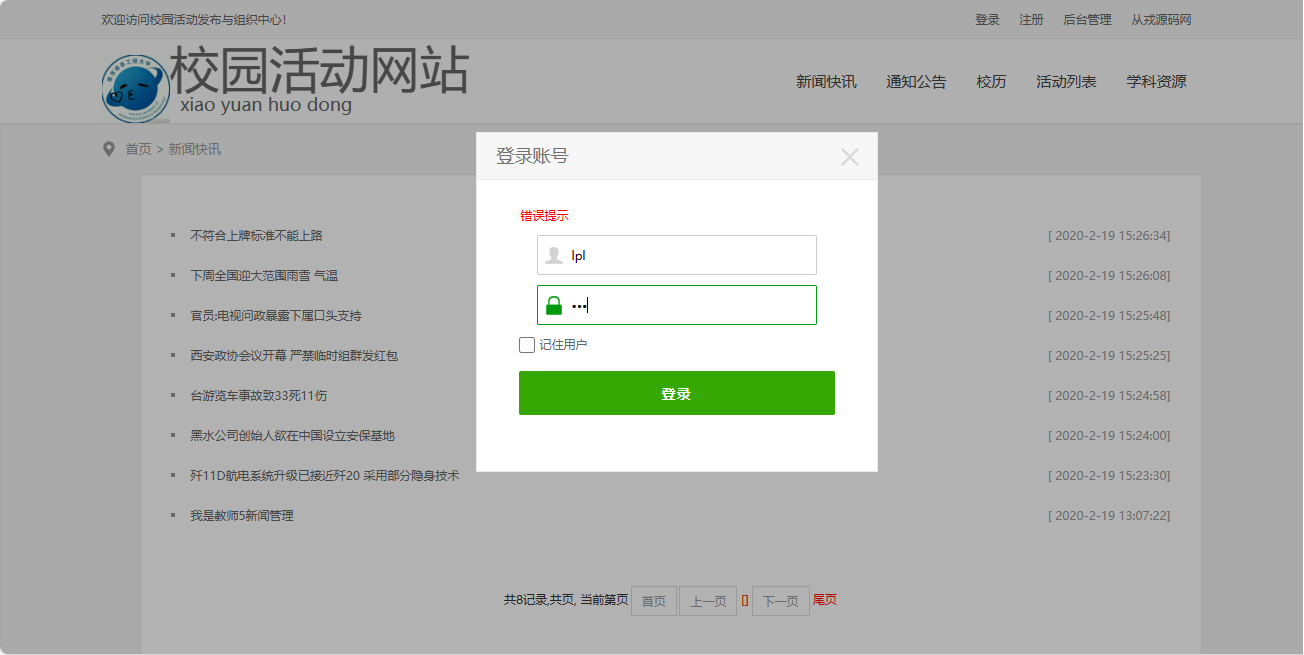 欢迎访问校园活动发布与组织中心！
登录 注册 后台管理 从戎源码网
校园活动网站
xiao yuan huo dong
新闻快讯 通知公告 校历 活动列表 学科资源
首页 > 新闻快讯
登录账号
错误提示
lpl
•••
记住用户
登录
不符合上牌标准不能上路 [ 2020-2-19 15:26:34]
下周全国迎大范围雨雪 气温 [ 2020-2-19 15:26:08]
官员:电视问政暴露下属口头支持 [ 2020-2-19 15:25:48]
西安政协会议开幕 严禁临时组群发红包 [ 2020-2-19 15:25:25]
台游览车事故致33死11伤 [ 2020-2-19 15:24:58]
黑水公司创始人欲在中国设立安保基地 [ 2020-2-19 15:24:00]
歼11D航电系统升级已接近歼20 采用部分隐身技术 [ 2020-2-19 15:23:30]
我是教师5新闻管理 [ 2020-2-19 13:07:22]
共8记录,共页, 当前第页 首页 上一页 [] 下一页 尾页